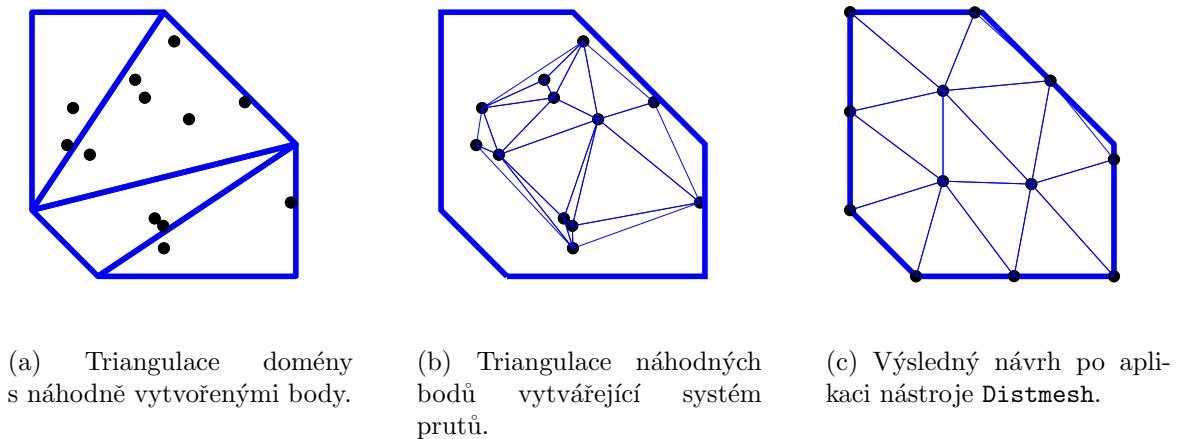 (a) Triangulace domény
s náhodně vytvořenými body.
(b) Triangulace náhodných
bodů vytvářející systém
prutů.
(c) Výsledný návrh po apli-
kaci nástroje Distmesh.